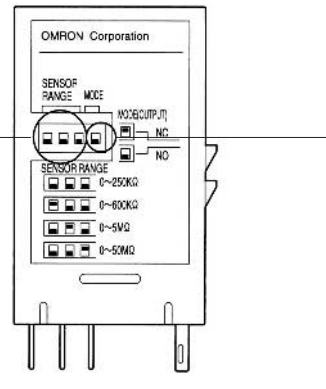 OMRON Corporation
SENSOR
RANGE MODE
MODE(OUTPUT)
NC
NO
SENSOR RANGE
0~250KΩ
0~600KΩ
0~5MΩ
0~50MΩ